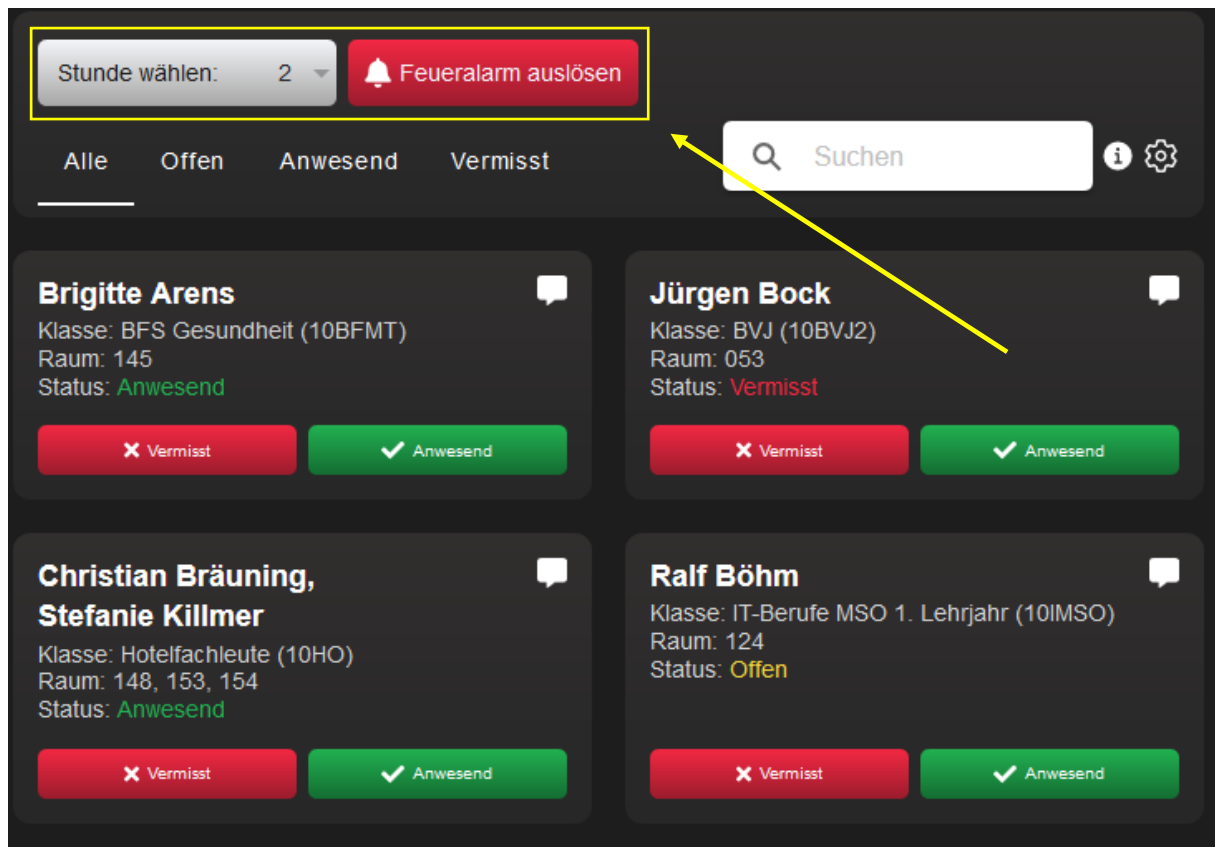 Stunde wählen: 2 Feueralarm auslösen
Alle Offen Anwesend Vermisst Suchen
Brigitte Arens
Klasse: BFS Gesundheit (10BFMT)
Raum: 145
Status: Anwesend
Vermisst Anwesend
Jürgen Bock
Klasse: BVJ (10BVJ2)
Raum: 053
Status: Vermisst
Vermisst Anwesend
Christian Bräuning,
Stefanie Killmer
Klasse: Hotelfachleute (10HO)
Raum: 148, 153, 154
Status: Anwesend
Vermisst Anwesend
Ralf Böhm
Klasse: IT-Berufe MSO 1. Lehrjahr (10IMSO)
Raum: 124
Status: Offen
Vermisst Anwesend